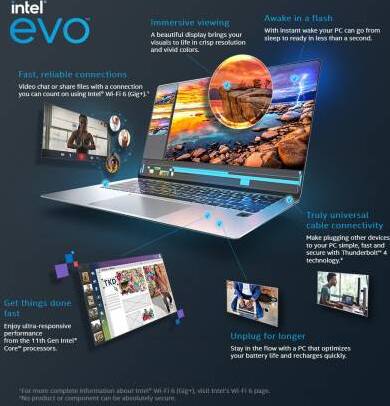 intel
evo™
Immersive viewing
A beautiful display brings your
visuals to life in crisp resolution
and vivid colors.
Awake in a flash
With instant wake your PC can go from
sleep to ready in less than a second.
Fast, reliable connections
Video chat or share files with a connection
you can count on using Intel® Wi-Fi 6 (Gig+).¹
Truly universal
cable connectivity
Make plugging other devices
to your PC simple, fast and
secure with Thunderbolt™ 4
technology.²
TKD
Get things done
fast
Enjoy ultra-responsive
performance
from the 11th Gen Intel®
Core™ processors.
Unplug for longer
Stay in the flow with a PC that optimizes
your battery life and recharges quickly.
¹For more complete information about Intel® Wi-Fi 6 (Gig+), visit Intel's Wi-Fi 6 page.
²No product or component can be absolutely secure.